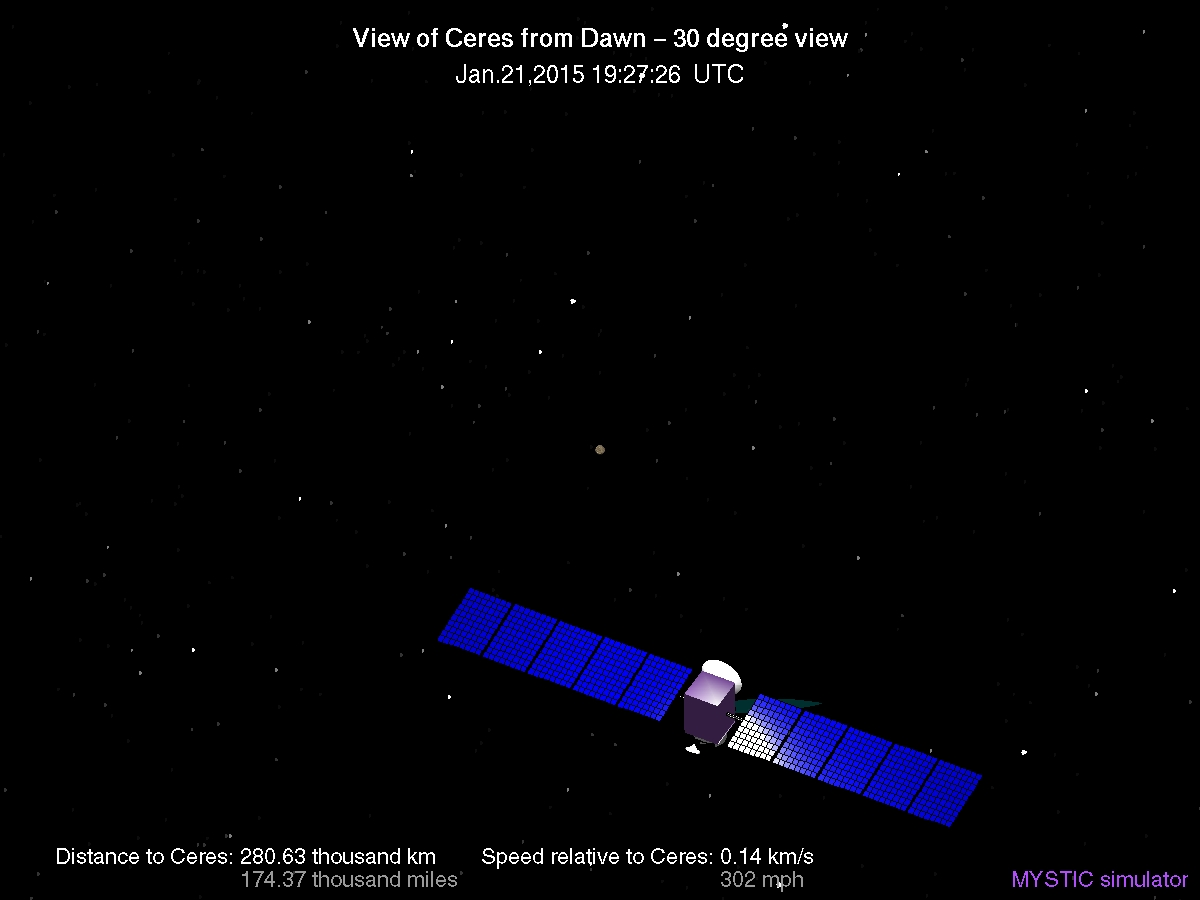 View of Ceres from Dawn – 30 degree view
Jan.21,2015 19:27:26 UTC
Distance to Ceres: 280.63 thousand km
174.37 thousand miles
Speed relative to Ceres: 0.14 km/s
302 mph
MYSTIC simulator